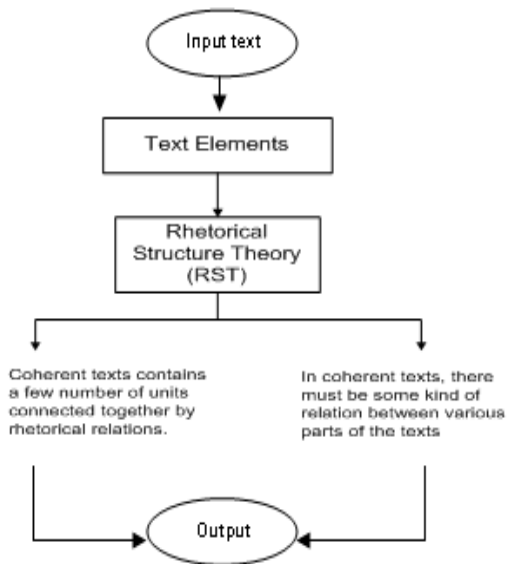 Input text
Text Elements
Rhetorical
Structure Theory
(RST)
Coherent texts contains
a few number of units
connected together by
rhetorical relations.
In coherent texts, there
must be some kind of
relation between various
parts of the texts
Output